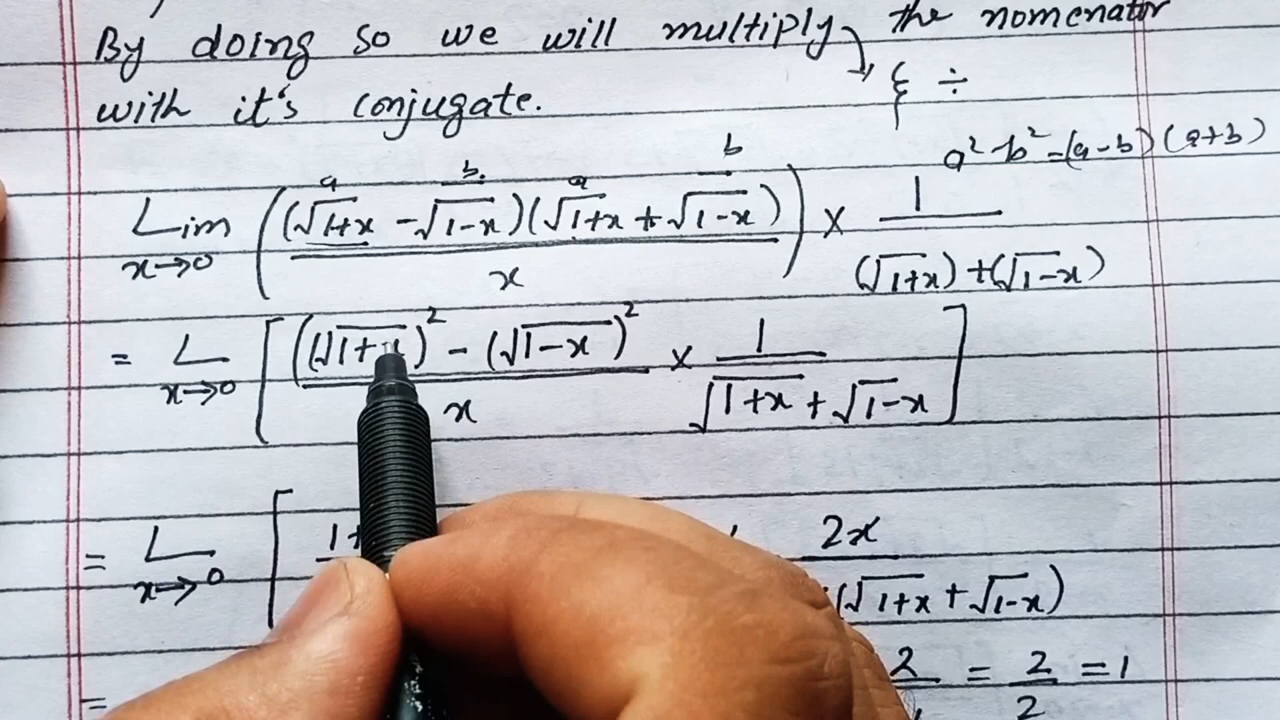 By doing so we will multiply the nomenator
{ ÷
with it's conjugate.
a² - b² = (a - b) (a + b)
a b. a b
Lim x→0 ( (√1+x - √1-x)(√1+x + √1-x) / x ) × 1 / (√1+x) + (√1-x)
= L x→0 [ ((√1+x)² - (√1-x)² / x × 1 / √1+x + √1-x ]
= L x→0 [ 1+ 2x / (√1+x + √1-x)
= 2 = 2/2 = 1